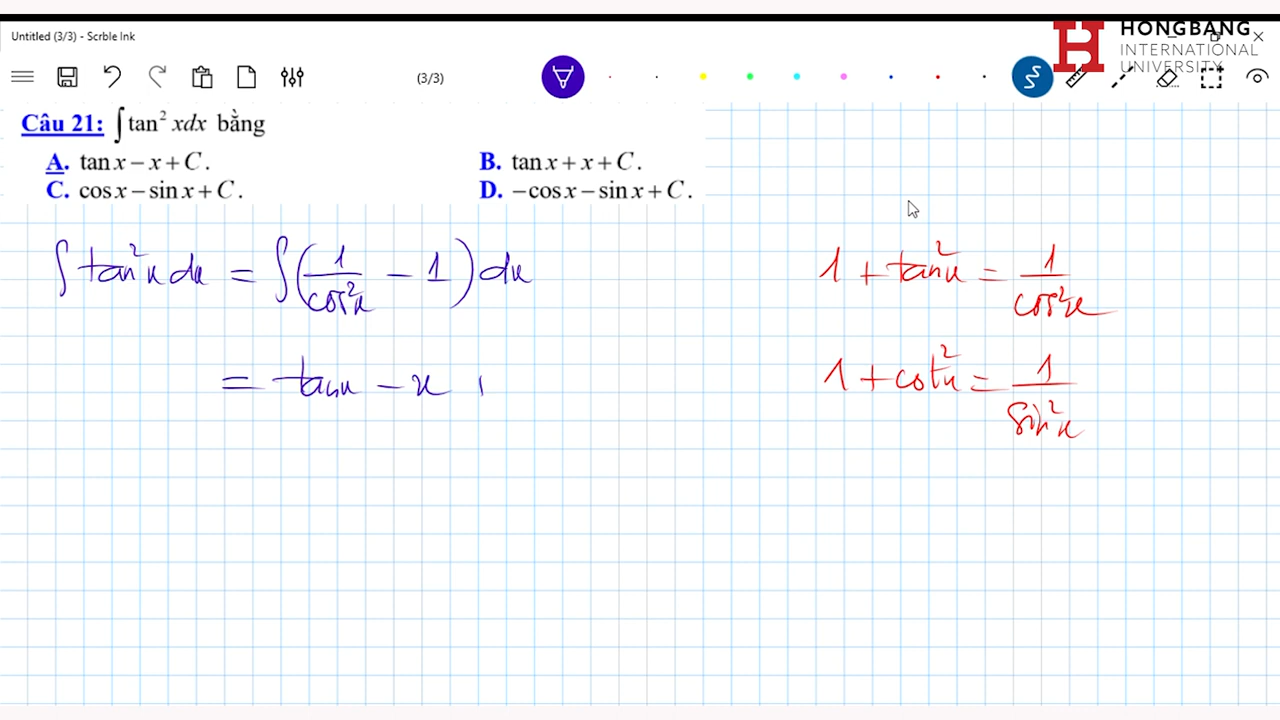 Untitled (3/3) - Scrble Ink
HONGBANG
INTERNATIONAL
UNIVERSITY
(3/3)
Câu 21: ∫tan² xdx bằng
A. tan x − x + C.
B. tan x + x + C.
C. cos x − sin x + C.
D. −cos x − sin x + C.
∫ tan²x dx = ∫(1/cos²x − 1) dx
= tanx − x
1 + tan²x = 1/cos²x
1 + cot²x = 1/sin²x